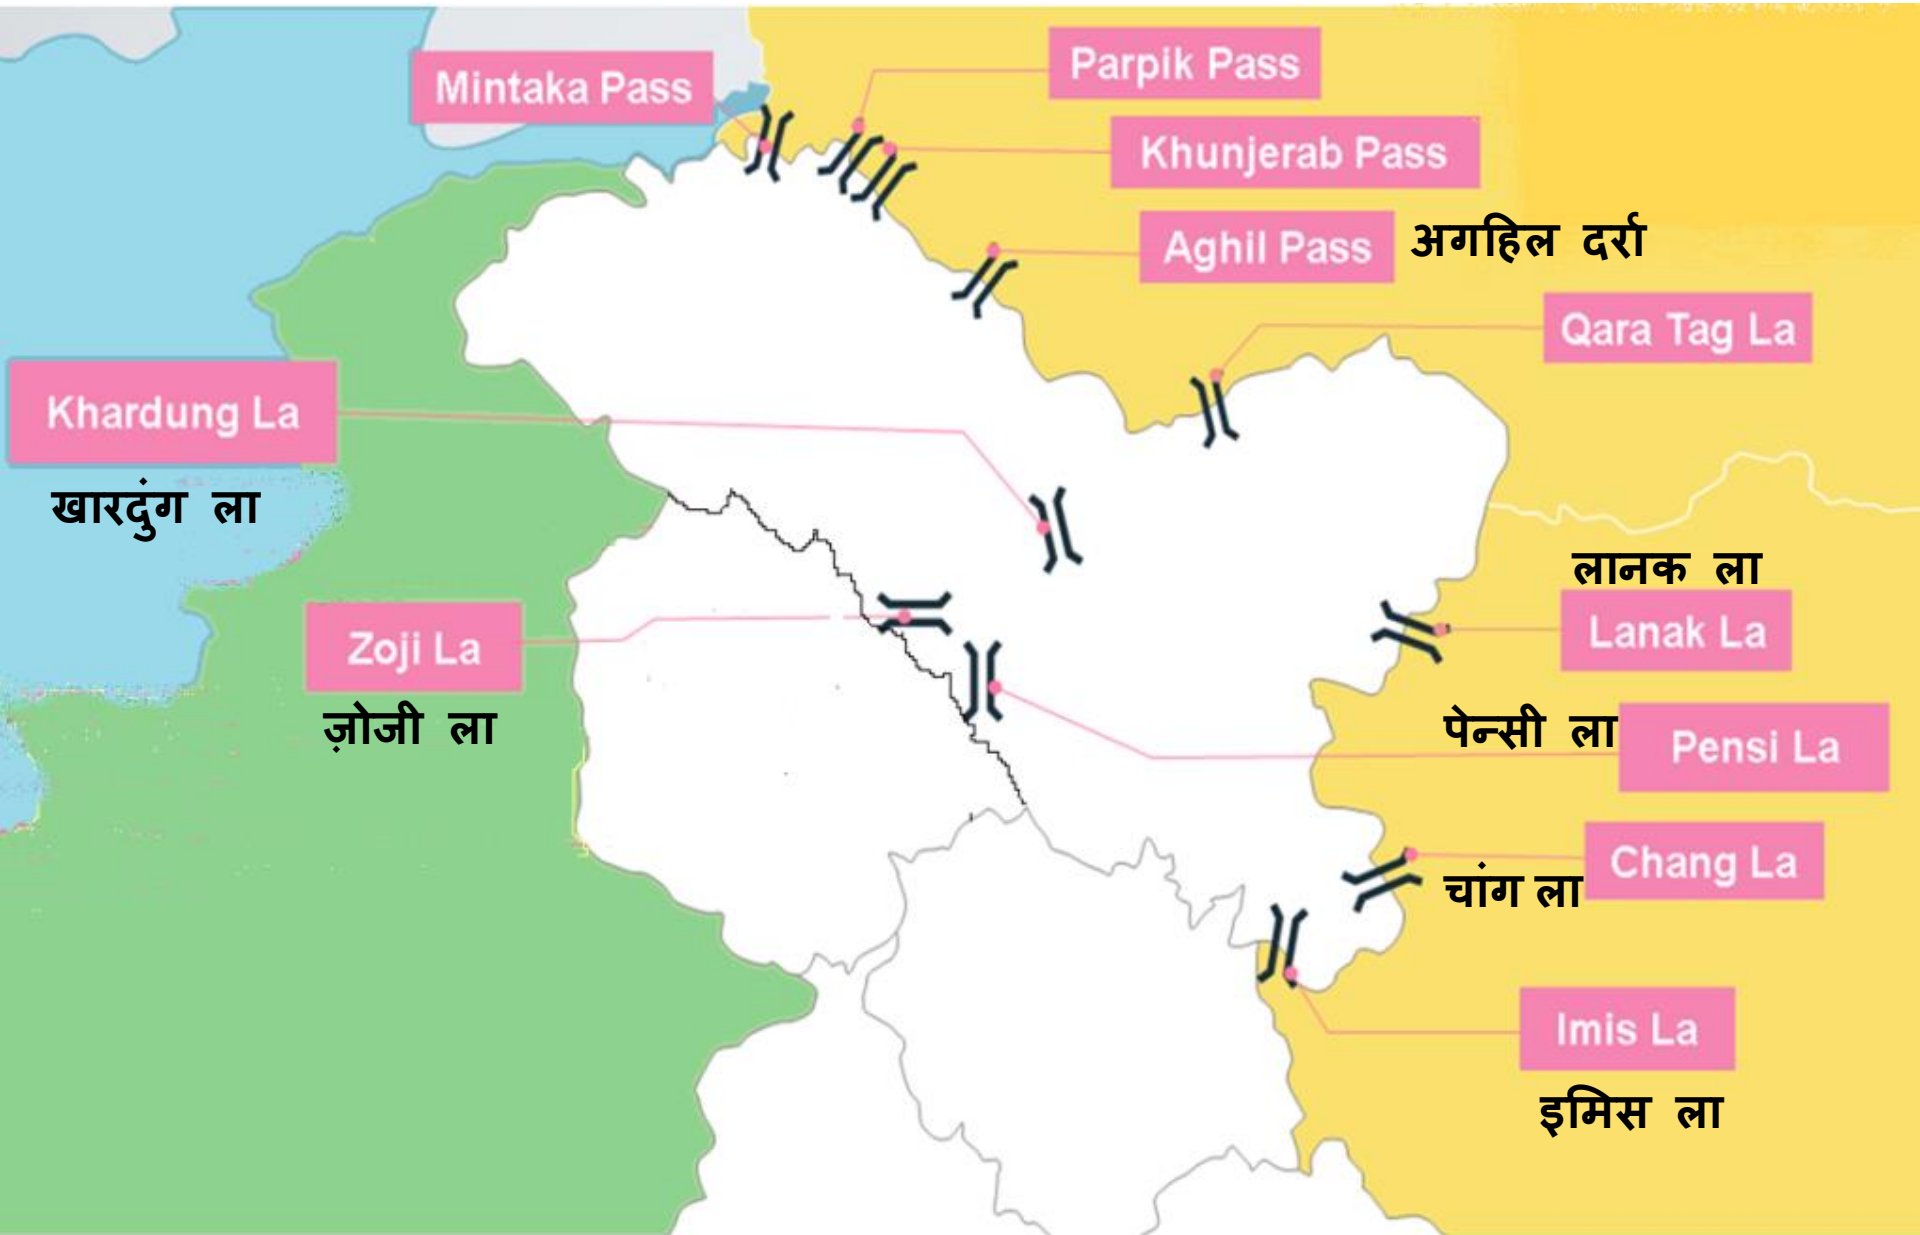 Parpik Pass
Mintaka Pass
Khunjerab Pass
Aghil Pass
अगहिल दर्रा
Qara Tag La
Khardung La
खारदुंग ला
लानक ला
Lanak La
Zoji La
ज़ोजी ला
पेन्सी ला
Pensi La
Chang La
चांग ला
Imis La
इमिस ला